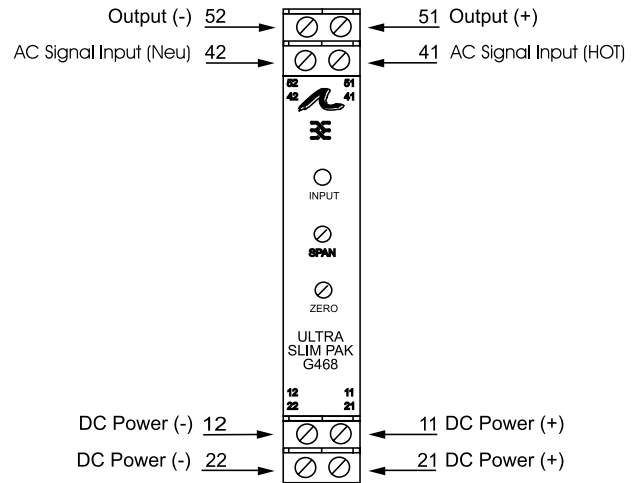 Output (-) 52
51 Output (+)
AC Signal Input (Neu) 42
41 AC Signal Input (HOT)
52 51
42 41
INPUT
SPAN
ZERO
ULTRA
SLIM PAK
G468
12 11
22 21
DC Power (-) 12
11 DC Power (+)
DC Power (-) 22
21 DC Power (+)